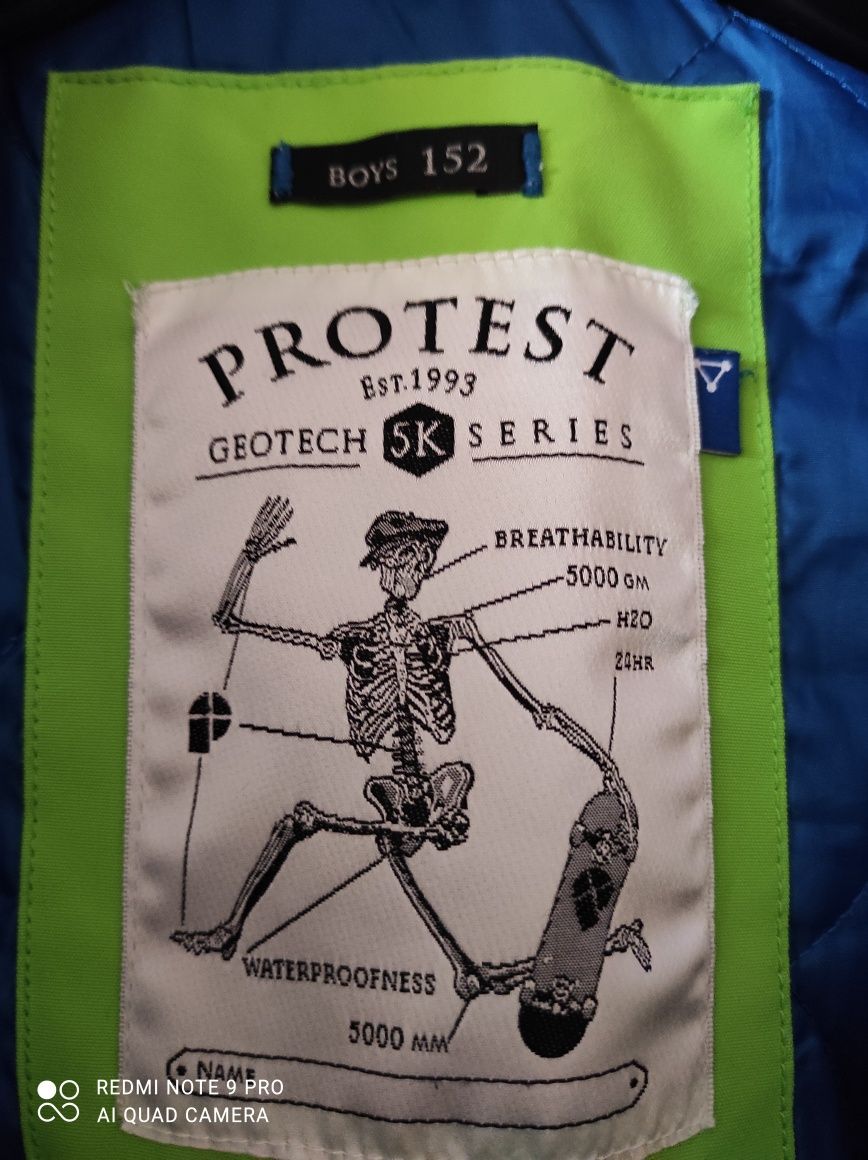 BOYS 152
PROTEST
EST.1993
GEOTECH 5K SERIES
BREATHABILITY
5000 GM
H2O
24HR
WATERPROOFNESS
5000 MM
NAME
REDMI NOTE 9 PRO
AI QUAD CAMERA